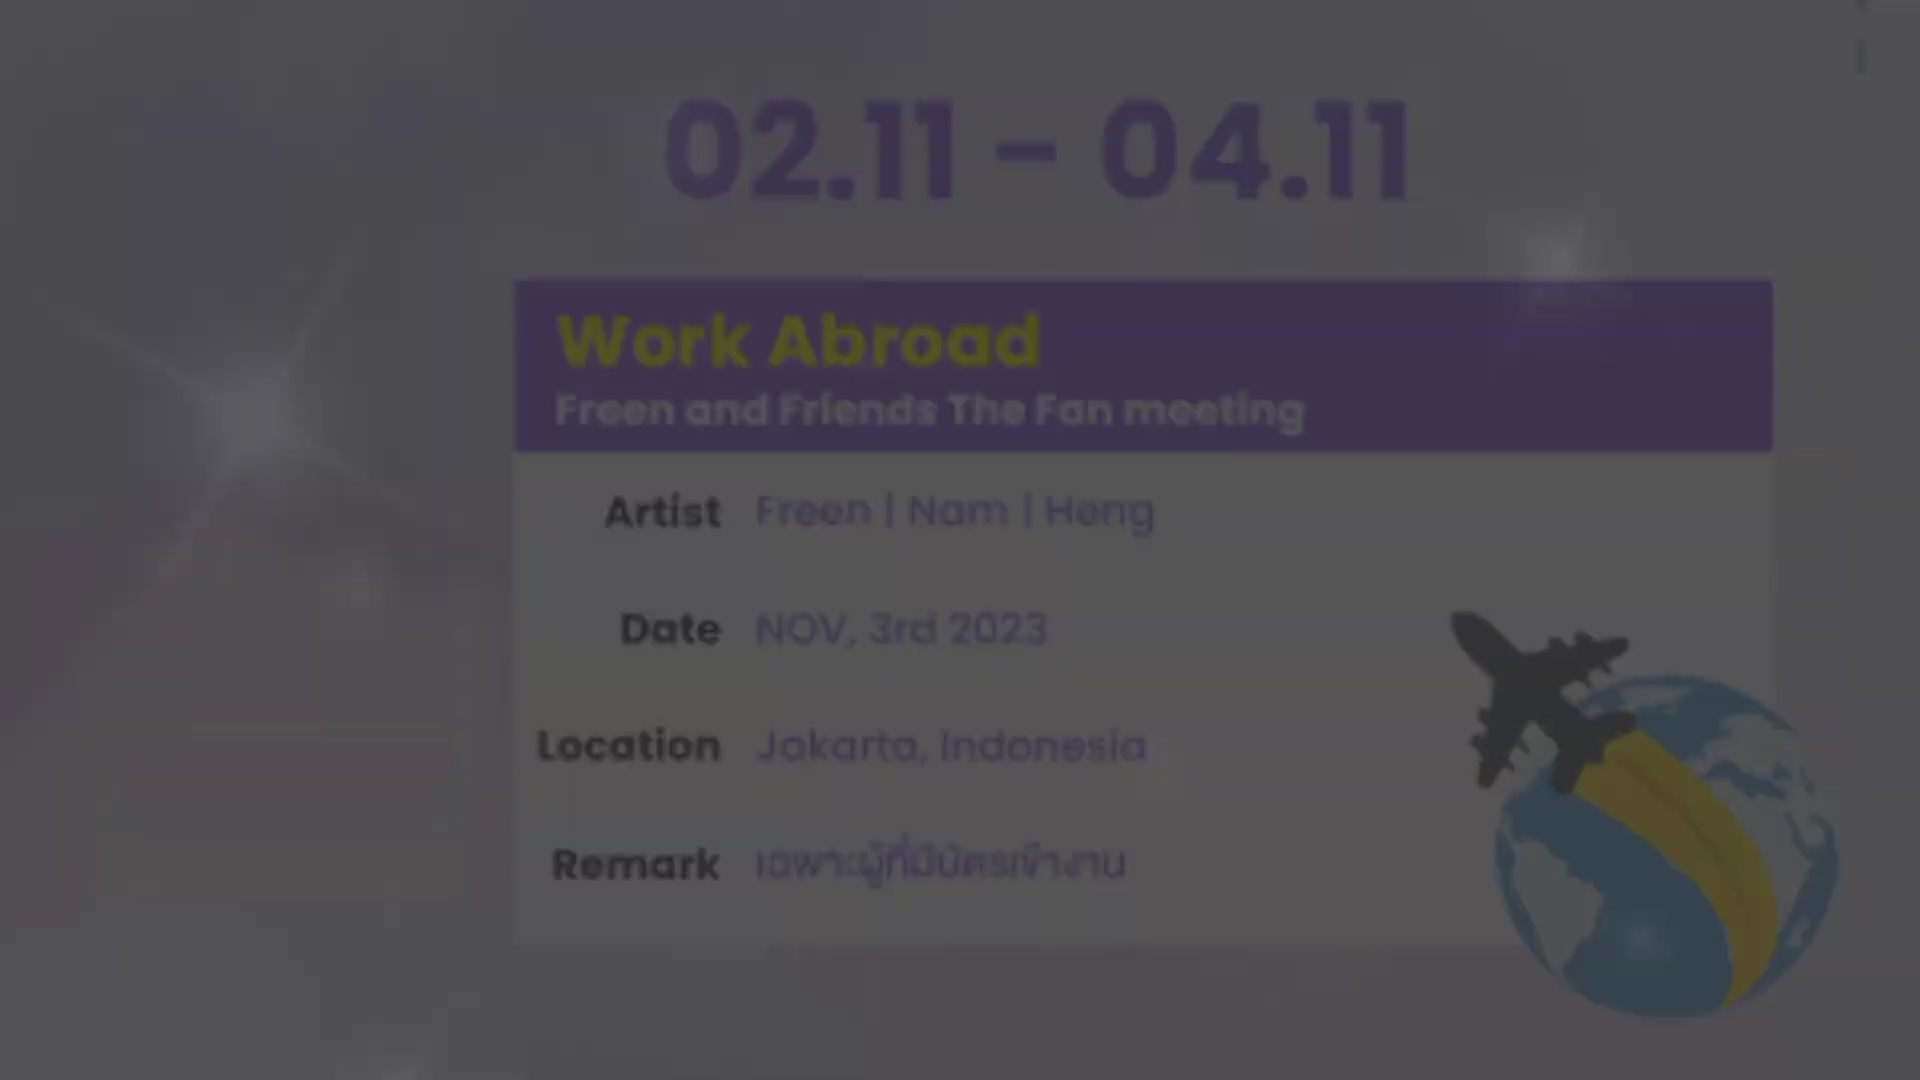 02.11 – 04.11
Work Abroad
Freen and Friends The Fan meeting
Artist Freen | Nam | Heng
Date NOV, 3rd 2023
Location Jakarta, Indonesia
Remark เฉพาะผู้ที่มีบัตรเข้างาน